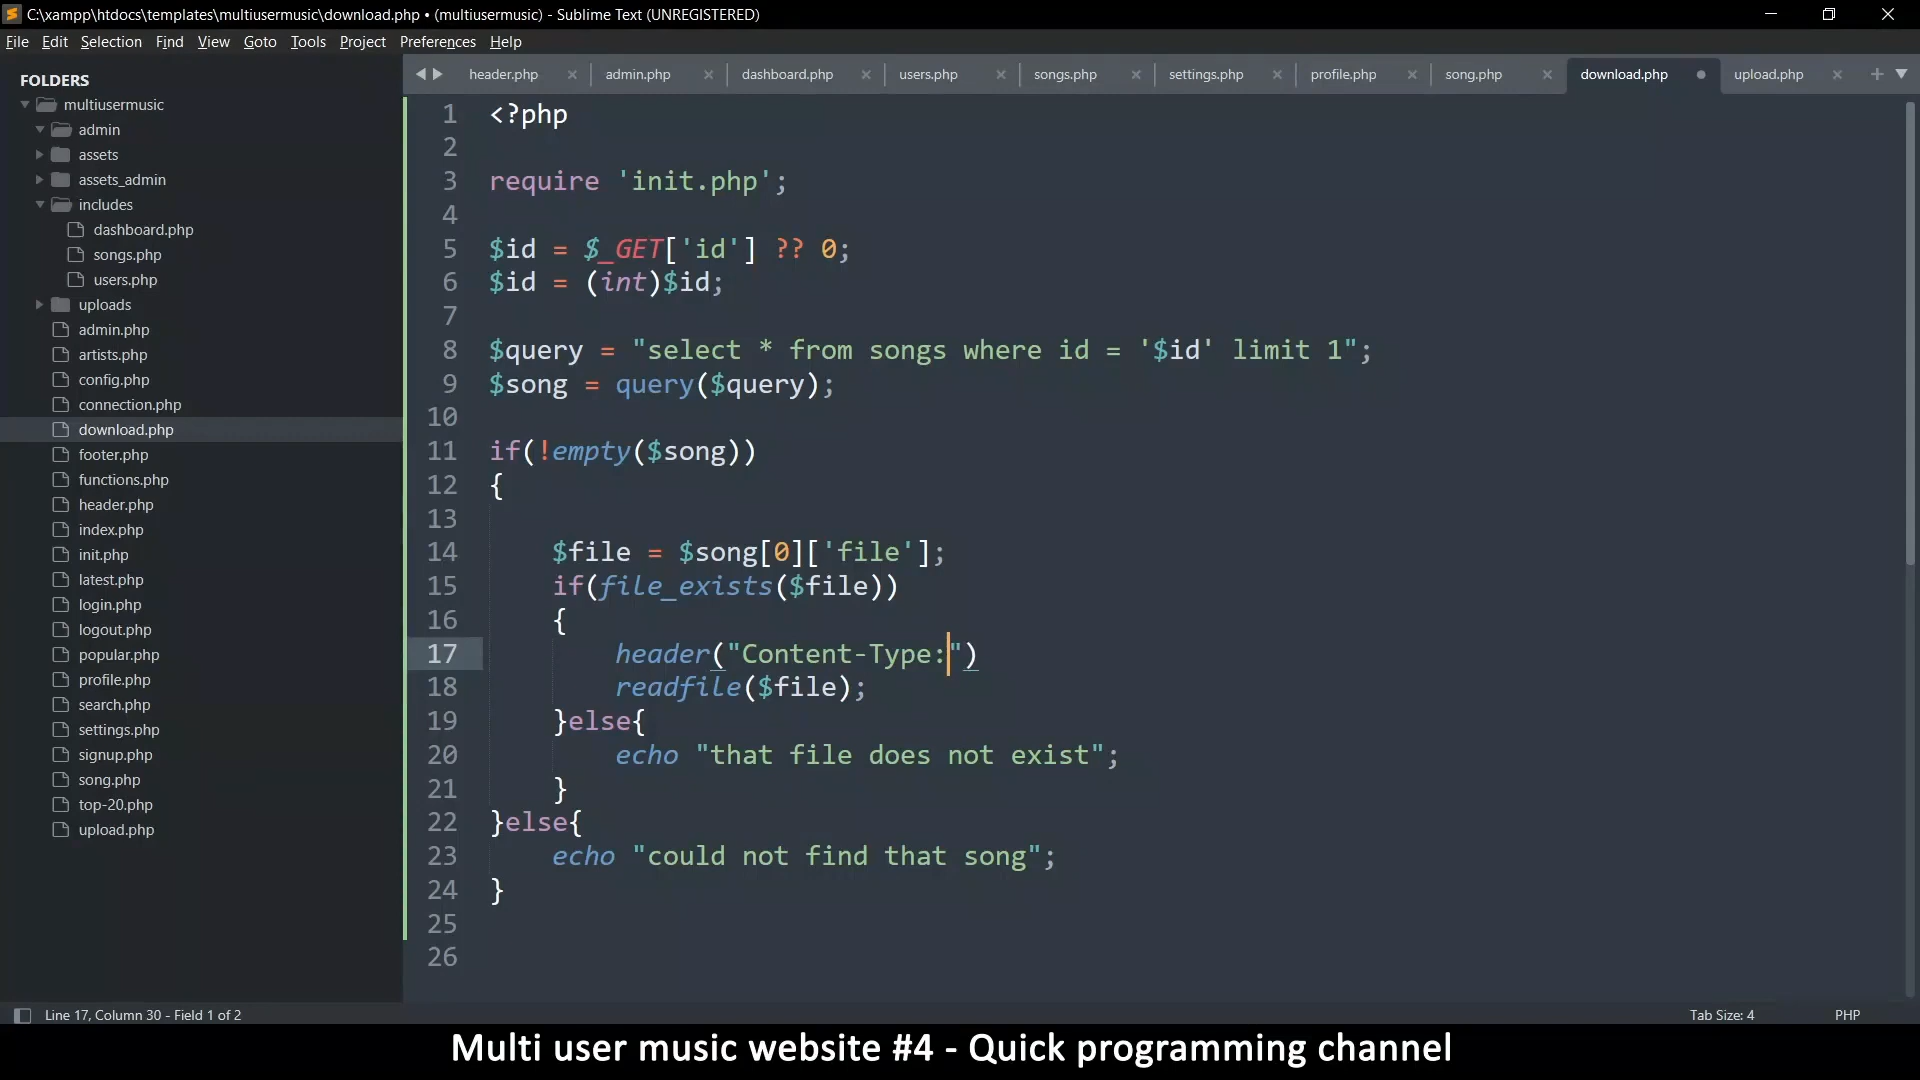 C:\xampp\htdocs\templates\multiusermusic\download.php • (multiusermusic) - Sublime Text (UNREGISTERED)
File Edit Selection Find View Goto Tools Project Preferences Help
FOLDERS
multiusermusic
admin
assets
assets_admin
includes
dashboard.php
songs.php
users.php
uploads
admin.php
artists.php
config.php
connection.php
download.php
footer.php
functions.php
header.php
index.php
init.php
latest.php
login.php
logout.php
popular.php
profile.php
search.php
settings.php
signup.php
song.php
top-20.php
upload.php
header.php admin.php dashboard.php users.php songs.php settings.php profile.php song.php download.php upload.php
1 <?php
2
3 require 'init.php';
4
5 $id = $_GET['id'] ?? 0;
6 $id = (int)$id;
7
8 $query = "select * from songs where id = '$id' limit 1";
9 $song = query($query);
10
11 if(!empty($song))
12 {
13
14 $file = $song[0]['file'];
15 if(file_exists($file))
16 {
17 header("Content-Type:")
18 readfile($file);
19 }else{
20 echo "that file does not exist";
21 }
22 }else{
23 echo "could not find that song";
24 }
25
26
Line 17, Column 30 - Field 1 of 2
Tab Size: 4
PHP
Multi user music website #4 - Quick programming channel